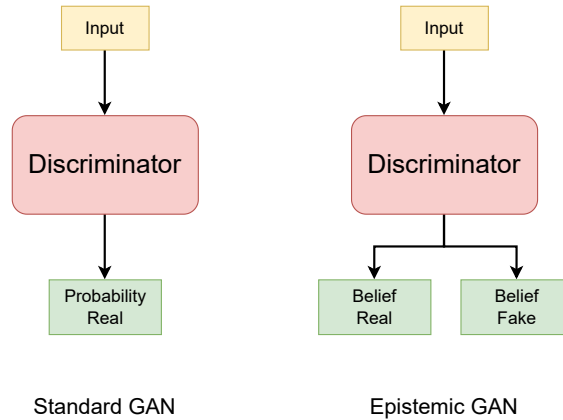 Input
Discriminator
Probability
Real
Standard GAN
Input
Discriminator
Belief
Real
Belief
Fake
Epistemic GAN